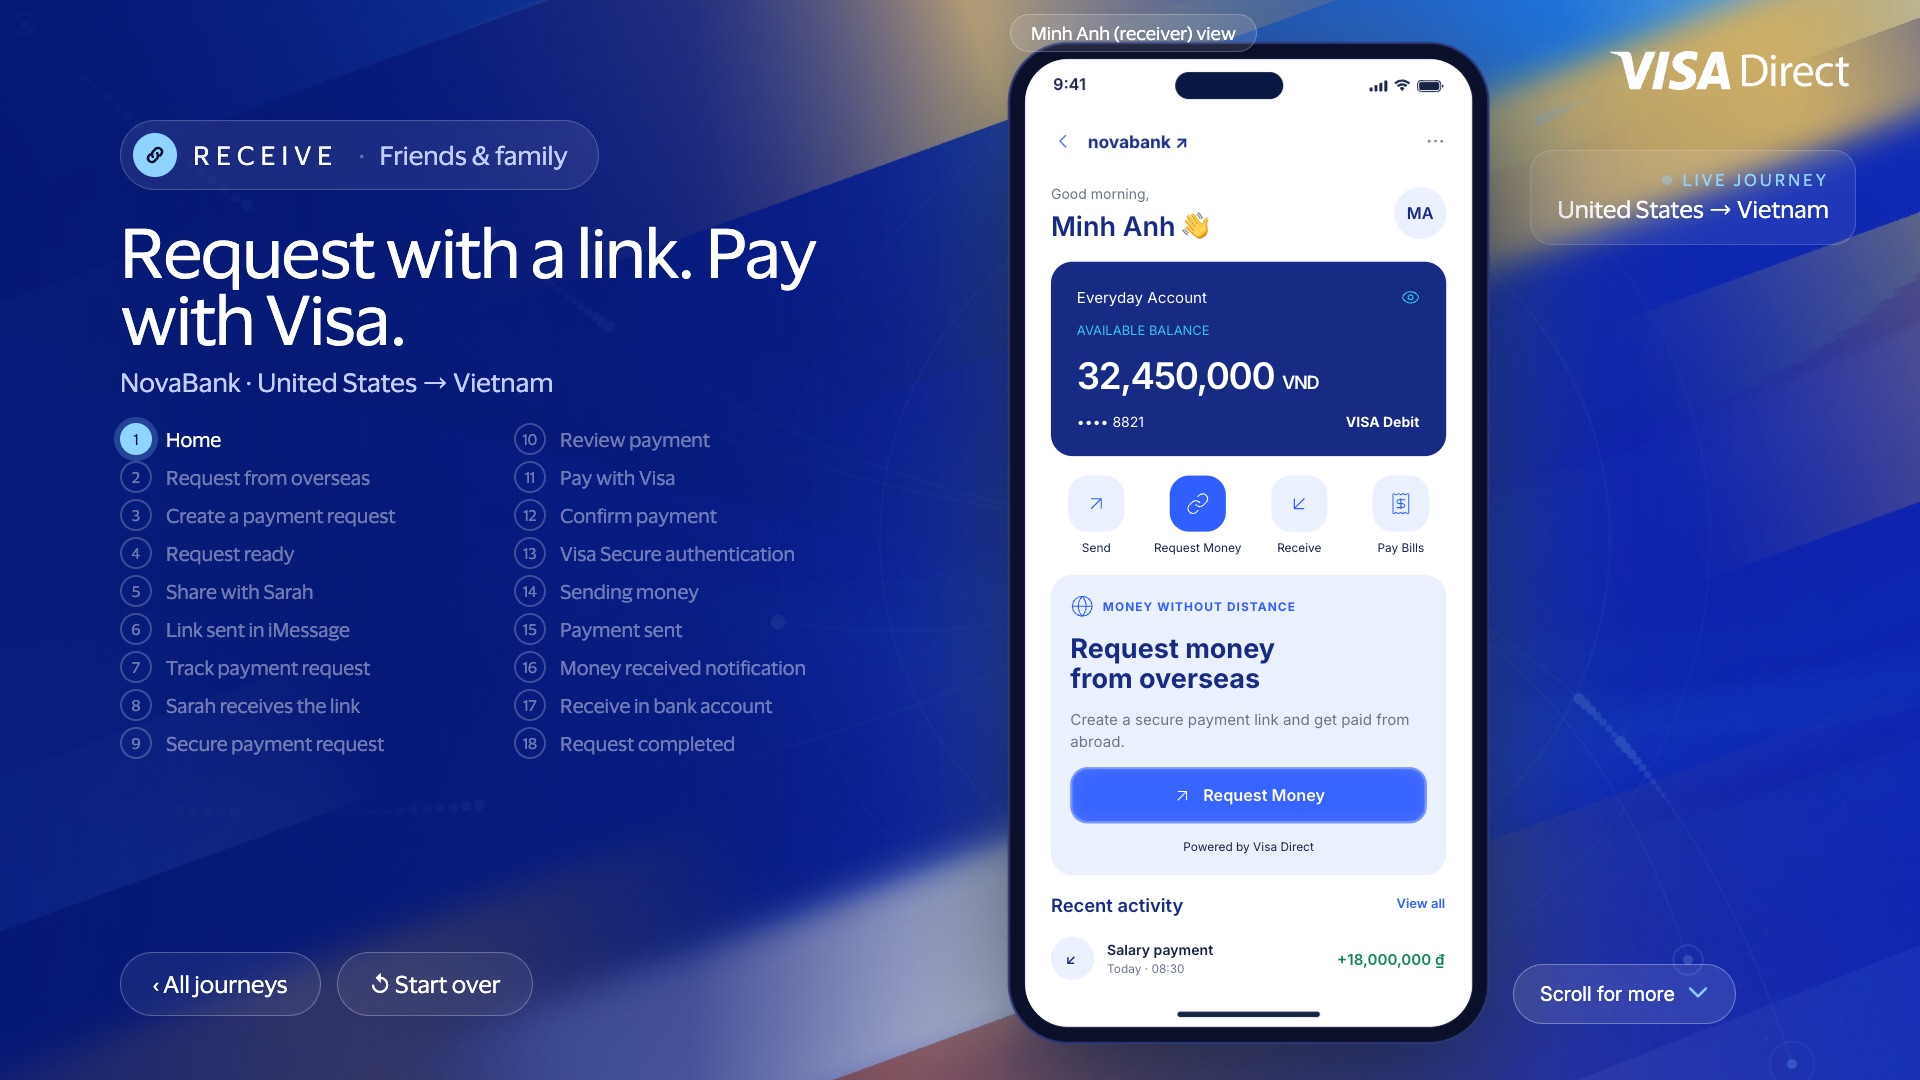 Minh Anh (receiver) view
VISA Direct
RECEIVE · Friends & family
LIVE JOURNEY
United States → Vietnam
Request with a link. Pay
with Visa.
NovaBank · United States → Vietnam
1 Home
2 Request from overseas
3 Create a payment request
4 Request ready
5 Share with Sarah
6 Link sent in iMessage
7 Track payment request
8 Sarah receives the link
9 Secure payment request
10 Review payment
11 Pay with Visa
12 Confirm payment
13 Visa Secure authentication
14 Sending money
15 Payment sent
16 Money received notification
17 Receive in bank account
18 Request completed
‹ All journeys
Start over
9:41
novabank
Good morning,
Minh Anh 👋
MA
Everyday Account
AVAILABLE BALANCE
32,450,000 VND
•••• 8821
VISA Debit
Send
Request Money
Receive
Pay Bills
MONEY WITHOUT DISTANCE
Request money
from overseas
Create a secure payment link and get paid from
abroad.
Request Money
Powered by Visa Direct
Recent activity
View all
Salary payment
Today · 08:30
+18,000,000 ₫
Scroll for more